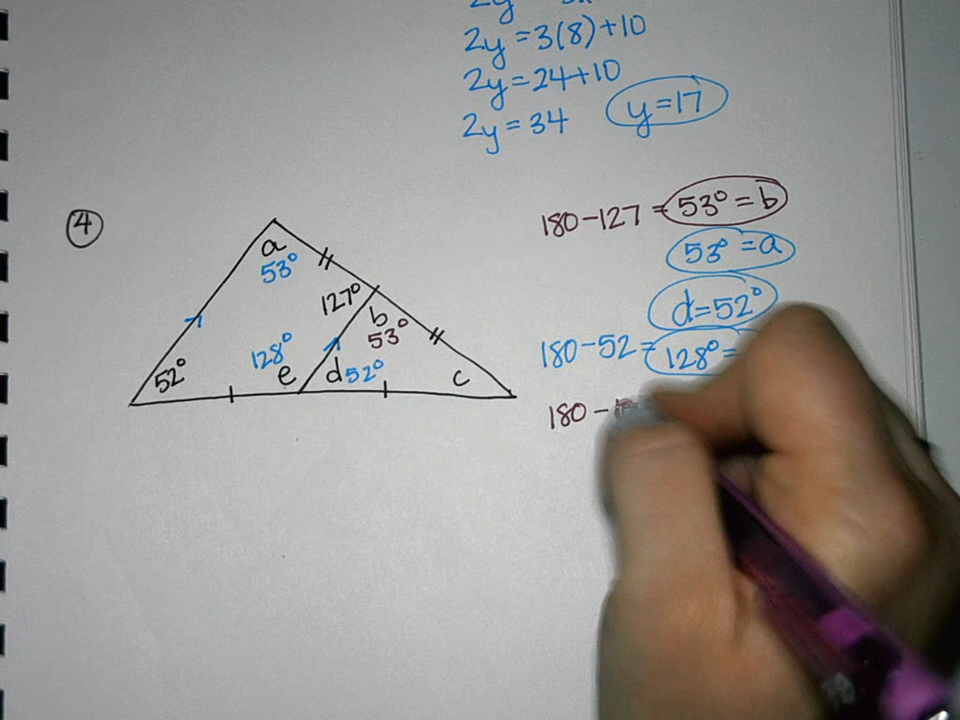 2y
2y = 3(8) + 10
2y = 24 + 10
2y = 34 y = 17
4
180 - 127 = 53° = b
a
53°
53° = a
127°
b
53°
d = 52°
128°
180 - 52 = 128° =
52°
e d 52° c
180 -